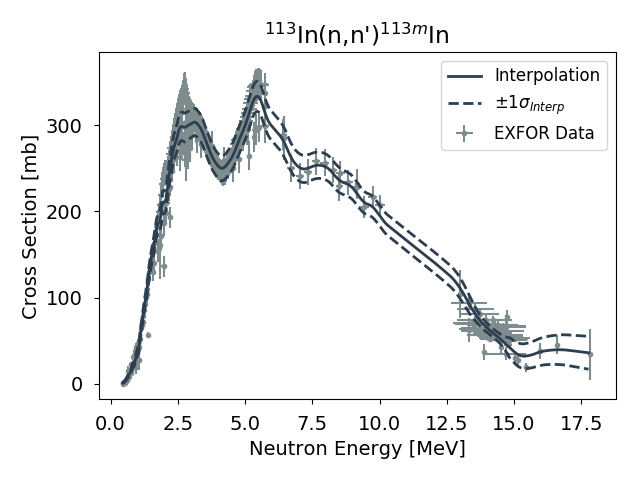 ¹¹³In(n,n')¹¹³ᵐIn
Cross Section [mb]
300
200
100
0
Interpolation
±1σ_Interp
EXFOR Data
0.0 2.5 5.0 7.5 10.0 12.5 15.0 17.5
Neutron Energy [MeV]